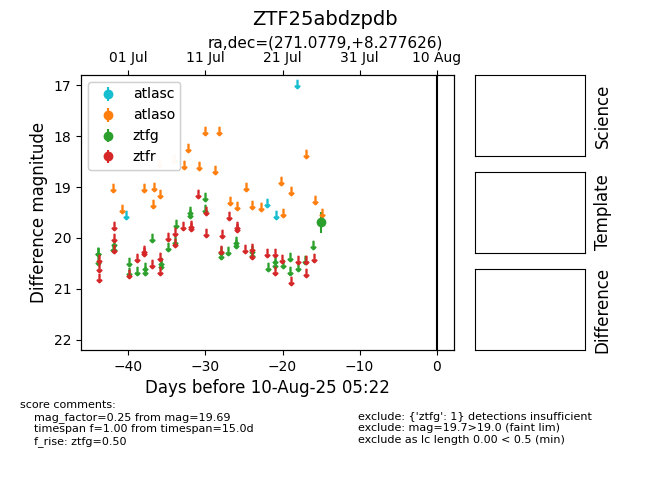 ZTF25abdzpdb
ra,dec=(271.0779,+8.277626)
01 Jul 11 Jul 21 Jul 31 Jul 10 Aug
17
18
19
20
21
22
Difference magnitude
atlasc
atlaso
ztfg
ztfr
−40 −30 −20 −10 0
Days before 10-Aug-25 05:22
Science
Template
Difference
score comments:
mag_factor=0.25 from mag=19.69
timespan f=1.00 from timespan=15.0d
f_rise: ztfg=0.50
exclude: {'ztfg': 1} detections insufficient
exclude: mag=19.7>19.0 (faint lim)
exclude as lc length 0.00 < 0.5 (min)